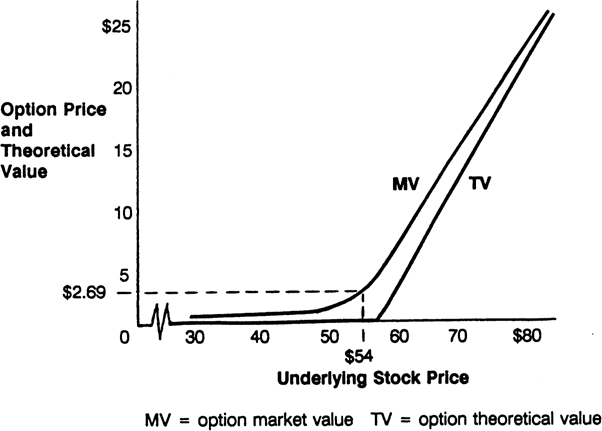 $25
20
Option Price
and
Theoretical
Value
15
MV
TV
10
5
$2.69
0
30
40
50
60
70
$80
$54
Underlying Stock Price
MV = option market value TV = option theoretical value